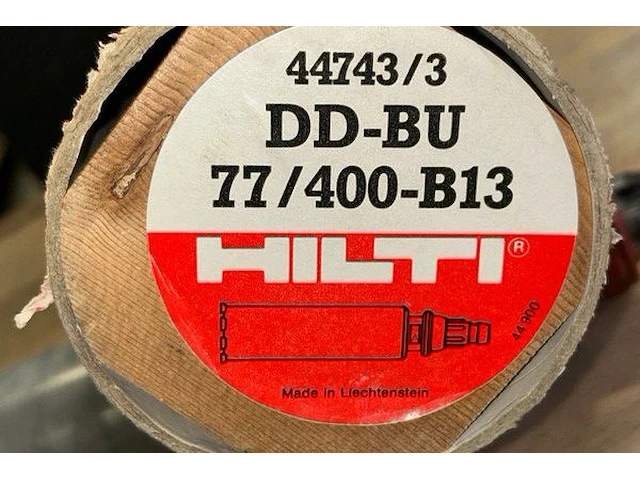 44743/3
DD-BU
77/400-B13
HILTI®
44 900
Made in Liechtenstein